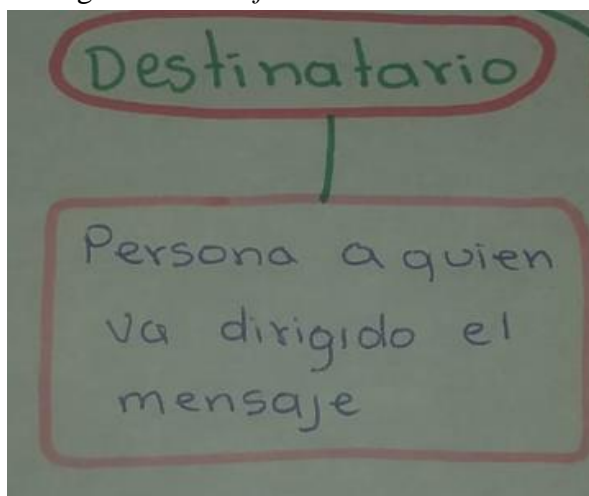 Destinatario
Persona a quien
va dirigido el
mensaje